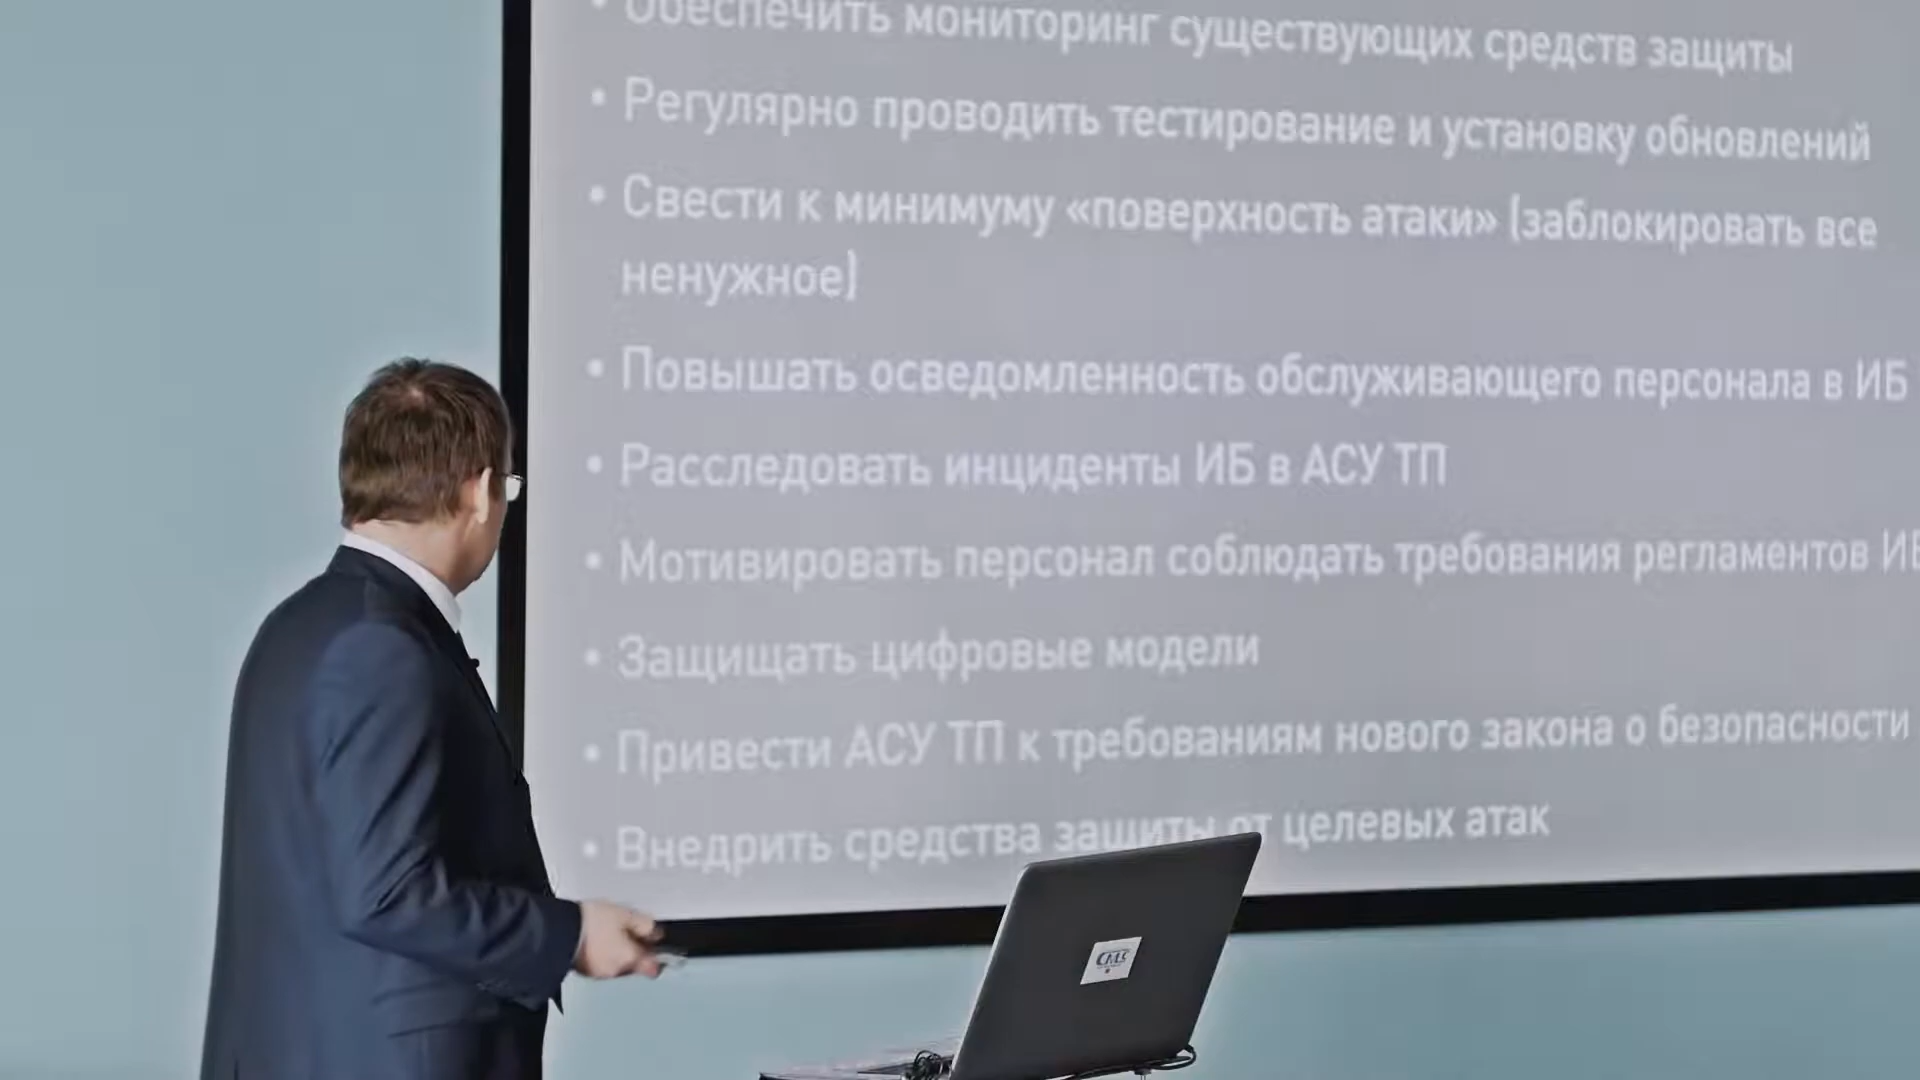 • Обеспечить мониторинг существующих средств защиты
• Регулярно проводить тестирование и установку обновлений
• Свести к минимуму «поверхность атаки» (заблокировать все
ненужное)
• Повышать осведомленность обслуживающего персонала в ИБ
• Расследовать инциденты ИБ в АСУ ТП
• Мотивировать персонал соблюдать требования регламентов ИБ
• Защищать цифровые модели
• Привести АСУ ТП к требованиям нового закона о безопасности
• Внедрить средства защиты от целевых атак